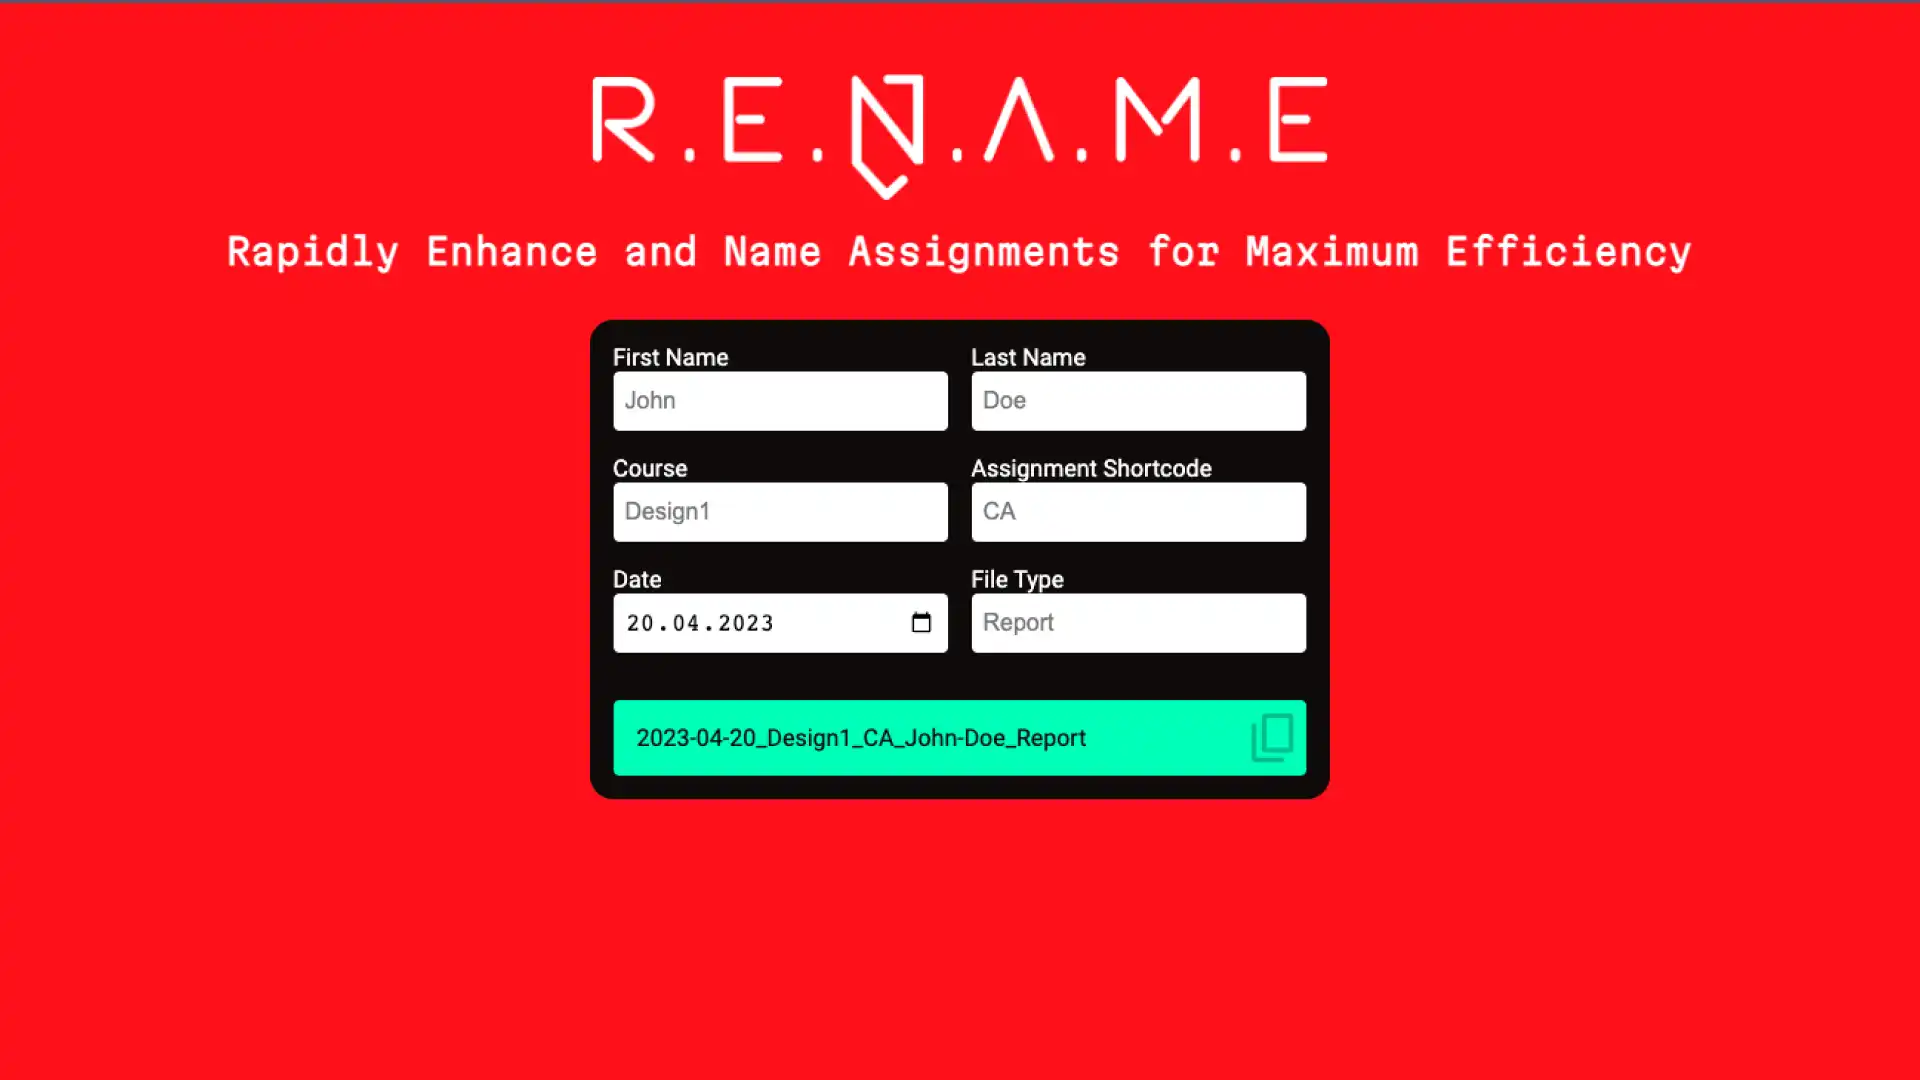 R.E.N.A.M.E
Rapidly Enhance and Name Assignments for Maximum Efficiency
First Name
Last Name
John
Doe
Course
Assignment Shortcode
Design1
CA
Date
File Type
20.04.2023
Report
2023-04-20_Design1_CA_John-Doe_Report